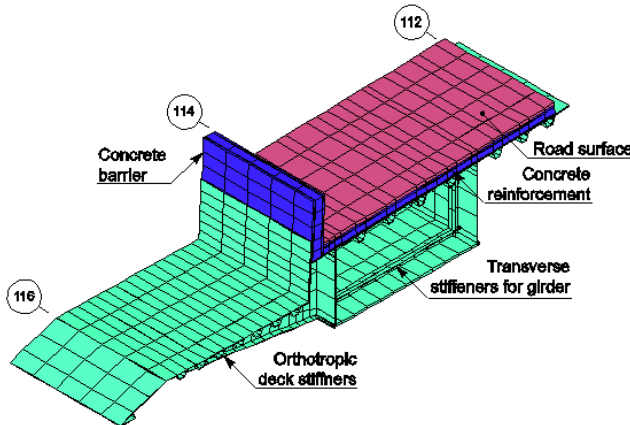 112
114
Concrete
barrier
Road surface
Concrete
reinforcement
Transverse
stiffeners for girder
116
Orthotropic
deck stiffners